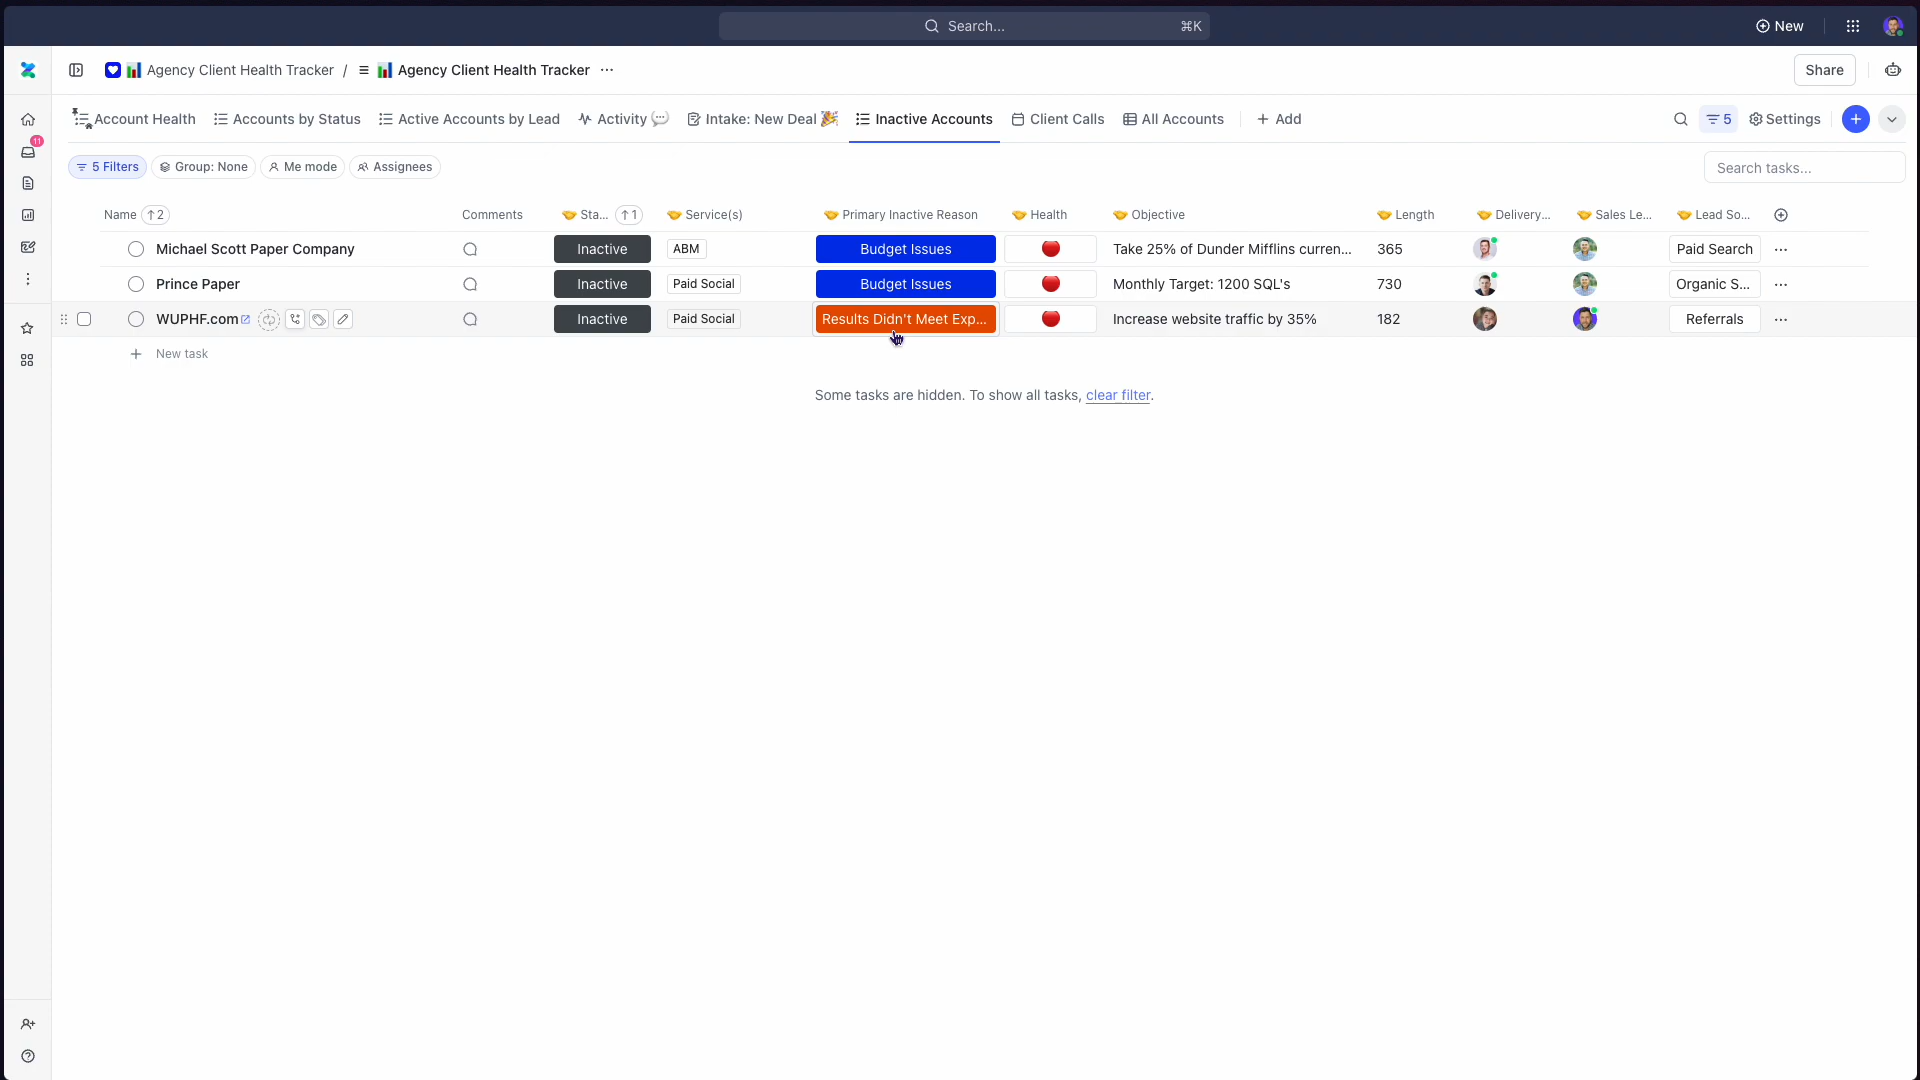 Search... ⌘K New
Agency Client Health Tracker / Agency Client Health Tracker ... Share
Account Health Accounts by Status Active Accounts by Lead Activity Intake: New Deal Inactive Accounts Client Calls All Accounts + Add 5 Settings
11
5 Filters Group: None Me mode Assignees Search tasks...
Name ↑2 Comments Sta... ↑1 Service(s) Primary Inactive Reason Health Objective Length Delivery... Sales Le... Lead So...
Michael Scott Paper Company Inactive ABM Budget Issues Take 25% of Dunder Mifflins curren... 365 Paid Search ...
Prince Paper Inactive Paid Social Budget Issues Monthly Target: 1200 SQL's 730 Organic S... ...
WUPHF.com Inactive Paid Social Results Didn't Meet Exp... Increase website traffic by 35% 182 Referrals ...
+ New task
Some tasks are hidden. To show all tasks, clear filter.